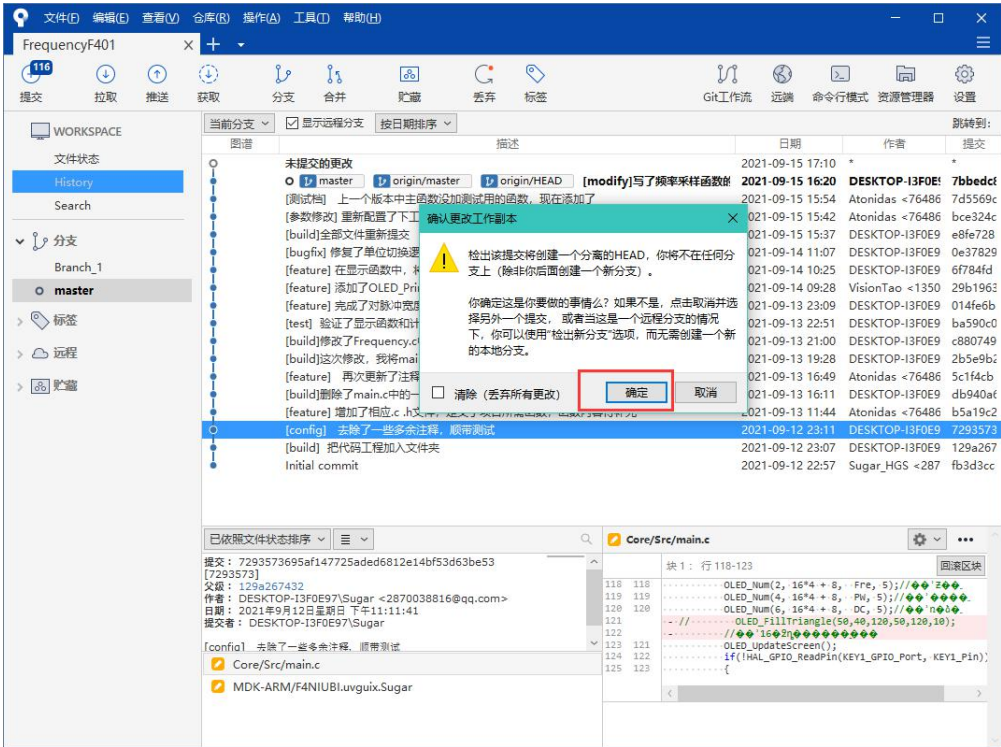 文件(F) 编辑(E) 查看(V) 仓库(R) 操作(A) 工具(T) 帮助(H)
FrequencyF401
116
提交 拉取 推送 获取 分支 合并 贮藏 丢弃 标签 Git工作流 远端 命令行模式 资源管理器 设置
WORKSPACE
文件状态
History
Search
分支
Branch_1
master
标签
远程
贮藏
当前分支 显示远程分支 按日期排序 跳转到:
图谱 描述 日期 作者 提交
未提交的更改 2021-09-15 17:10 * *
master origin/master origin/HEAD [modify]写了频率采样函数的 2021-09-15 16:20 DESKTOP-I3F0E9 7bbedc8
[测试档] 上一个版本中主函数没加测试用的函数，现在添加了 2021-09-15 15:54 Atonidas <76486 7d5569c
[参数修改] 重新配置了下工 021-09-15 15:42 Atonidas <76486 bce324c
[build]全部文件重新提交 021-09-15 15:37 DESKTOP-I3F0E9 e8fe728
[bugfix] 修复了单位切换逻 021-09-14 11:07 DESKTOP-I3F0E9 0e37829
[feature] 在显示函数中， 021-09-14 10:25 DESKTOP-I3F0E9 6f784fd
[feature] 添加了OLED_Pri 021-09-14 09:28 VisionTao <1350 29b1963
[feature] 完成了对脉冲宽度 021-09-13 23:09 DESKTOP-I3F0E9 014fe6b
[test] 验证了显示函数和计 021-09-13 22:51 DESKTOP-I3F0E9 ba590c0
[build]修改了Frequency.c 021-09-13 21:00 DESKTOP-I3F0E9 c880749
[build]这次修改，我将mai 021-09-13 19:28 DESKTOP-I3F0E9 2b5e9b2
[feature] 再次更新了注释 021-09-13 16:49 Atonidas <76486 5c1f4cb
[build]删除了main.c中的一 021-09-13 16:11 DESKTOP-I3F0E9 db940a6
[feature] 增加了相应.c .h文件， 021-09-13 11:44 Atonidas <76486 b5a19c2
[config] 去除了一些多余注释，顺带测试 2021-09-12 23:11 DESKTOP-I3F0E9 7293573
[build] 把代码工程加入文件夹 2021-09-12 23:03 DESKTOP-I3F0E9 129a267
Initial commit 2021-09-12 22:57 Sugar_HGS <287 fb3d3cc
确认更改工作副本
检出该提交将创建一个分离的HEAD，你将不在任何分
支上（除非你后面创建一个新分支）。
你确定这是你要做的事情么？如果不是，点击取消并选
择另外一个提交， 或者当这是一个远程分支的情况
下，你可以使用“检出新分支”选项，而无需创建一个新
的本地分支。
清除（丢弃所有更改） 确定 取消
已依照文件状态排序
提交: 7293573695af147725aded6812e14bf53d63be53
[7293573]
父级: 129a267432
作者: DESKTOP-I3F0E97\Sugar <2870038816@qq.com>
日期: 2021年9月12日星期日 下午11:11:41
提交者: DESKTOP-I3F0E97\Sugar
[config] 去除了一些多余注释，顺带测试
Core/Src/main.c
MDK-ARM/F4NIUBI.uvguix.Sugar
Core/Src/main.c
块 1： 行 118-123 回滚区块
118 118 OLED_Num(2, 16*4 + 8, Fre, 5);//
119 119 OLED_Num(4, 16*4 + 8, PW, 5);//
120 120 OLED_Num(6, 16*4 + 8, DC, 5);//
121 - // OLED_FillTriangle(50,40,120,50,120,10);
122 - //
123 121 OLED_UpdateScreen();
124 122 if(!HAL_GPIO_ReadPin(KEY1_GPIO_Port, KEY1_Pin))
125 123 {